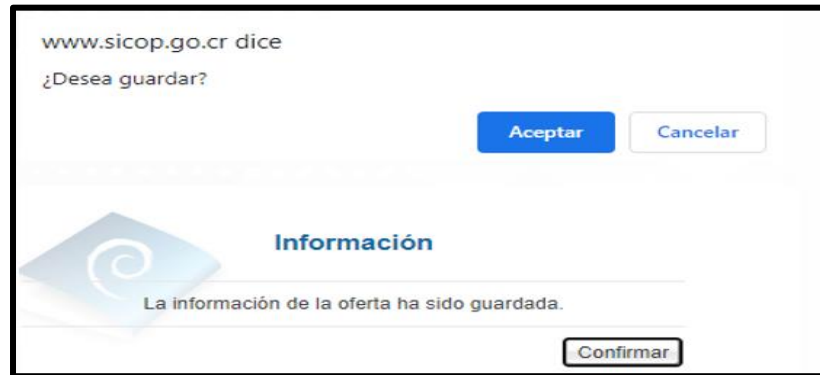 www.sicop.go.cr dice
¿Desea guardar?
Aceptar Cancelar
Información
La información de la oferta ha sido guardada.
Confirmar